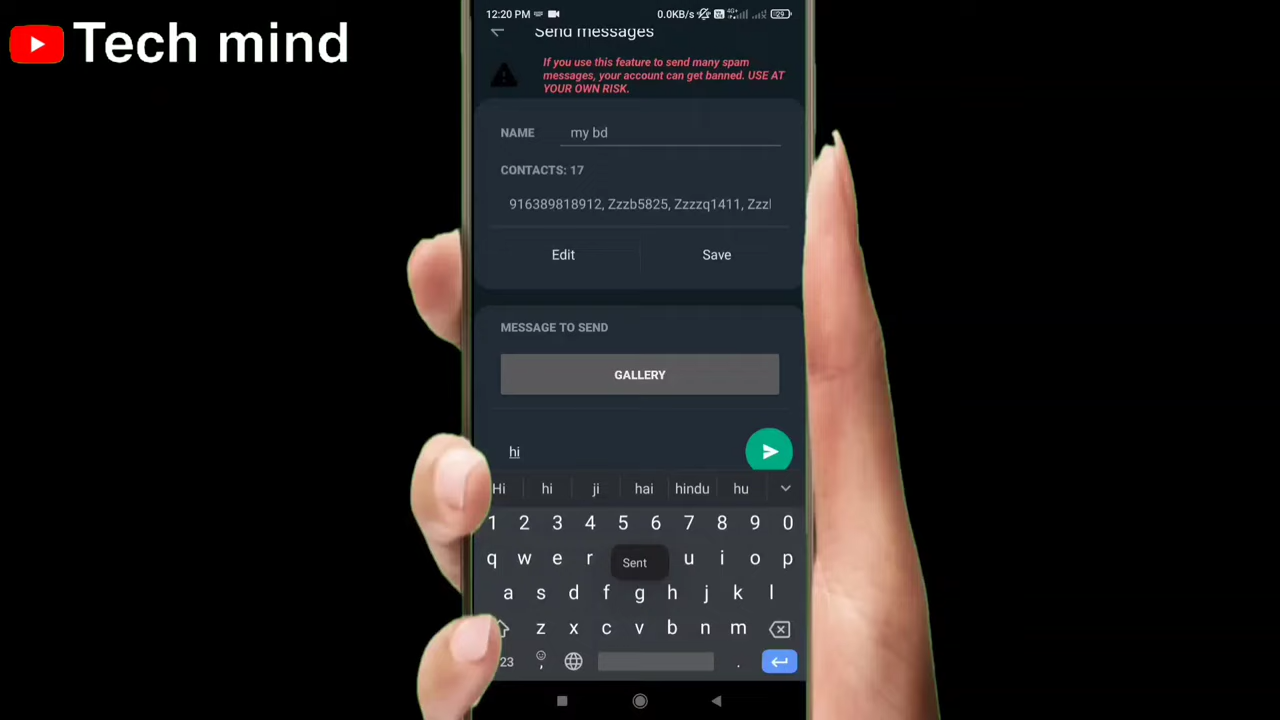 Tech mind
12:20 PM 0.0KB/s 4G+ 29
Send messages
If you use this feature to send many spam
messages, your account can get banned. USE AT
YOUR OWN RISK.
NAME my bd
CONTACTS: 17
916389818912, Zzzb5825, Zzzzq1411, Zzzl
Edit Save
MESSAGE TO SEND
GALLERY
hi
Hi hi ji hai hindu hu
1 2 3 4 5 6 7 8 9 0
q w e r u i o p
Sent
a s d f g h j k l
z x c v b n m
23 , .